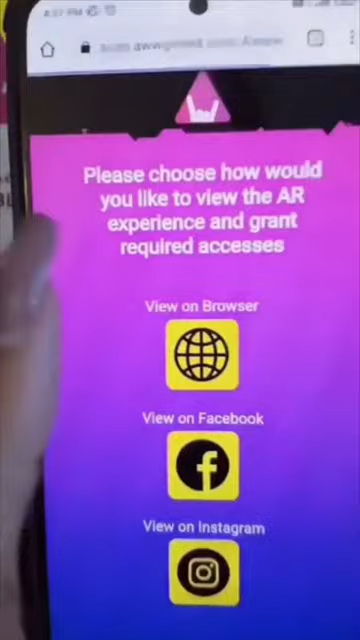 Please choose how would
you like to view the AR
experience and grant
required accesses
View on Browser
View on Facebook
View on Instagram